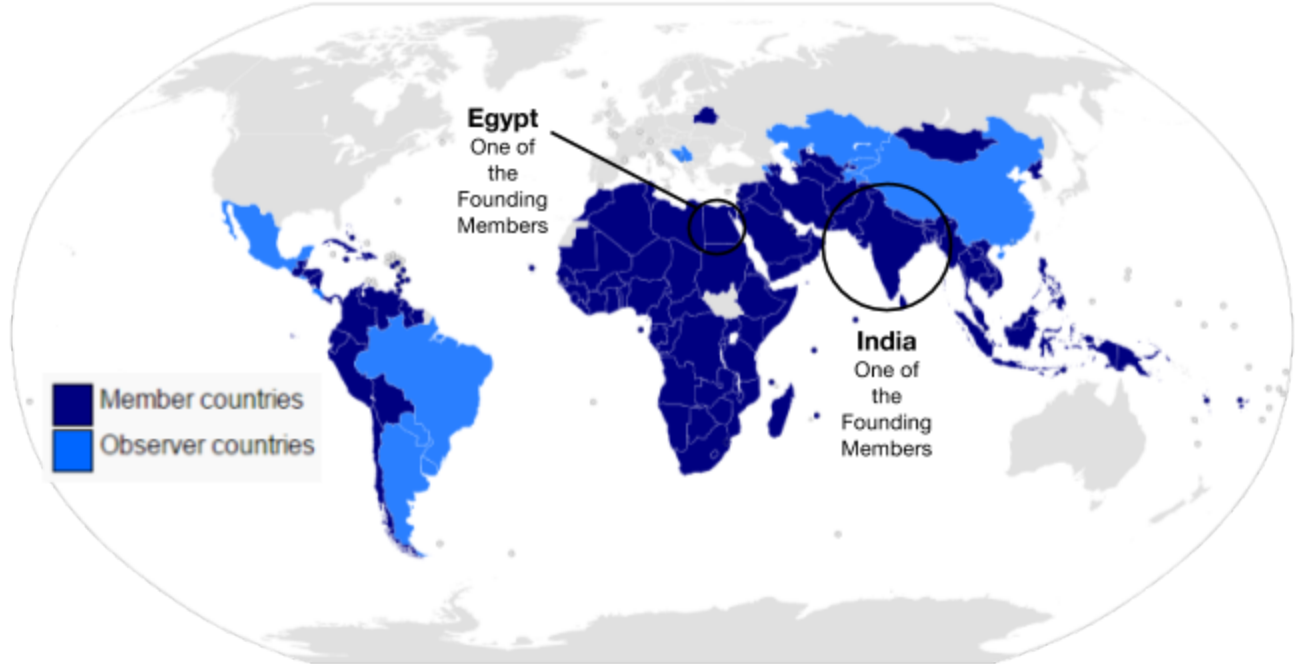 Egypt
One of
the
Founding
Members
India
One of
the
Founding
Members
Member countries
Observer countries